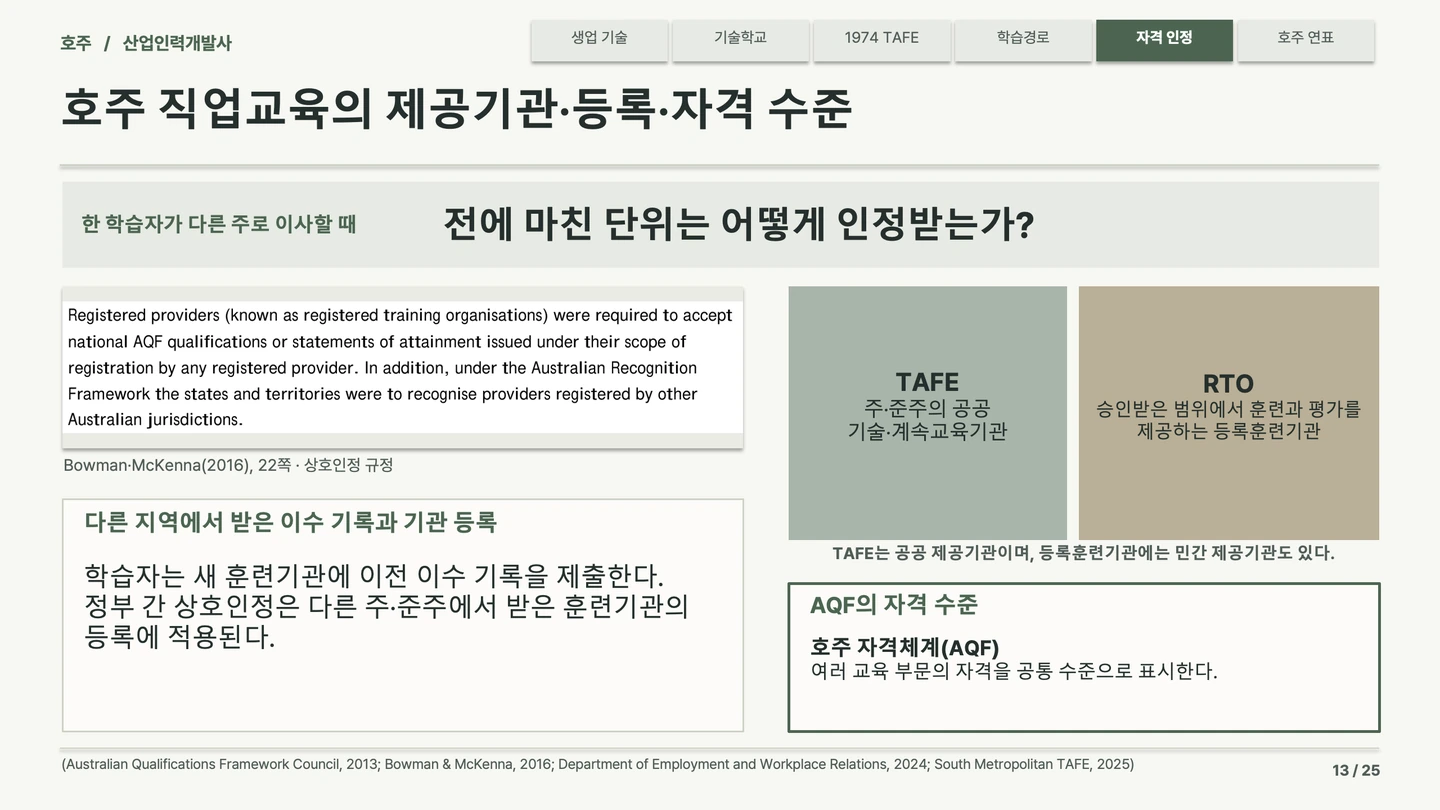 호주 / 산업인력개발사
생업 기술
기술학교
1974 TAFE
학습경로
자격 인정
호주 연표
호주 직업교육의 제공기관·등록·자격 수준
한 학습자가 다른 주로 이사할 때
전에 마친 단위는 어떻게 인정받는가?
Registered providers (known as registered training organisations) were required to accept
national AQF qualifications or statements of attainment issued under their scope of
registration by any registered provider. In addition, under the Australian Recognition
Framework the states and territories were to recognise providers registered by other
Australian jurisdictions.
Bowman·McKenna(2016), 22쪽 · 상호인정 규정
다른 지역에서 받은 이수 기록과 기관 등록
학습자는 새 훈련기관에 이전 이수 기록을 제출한다.
정부 간 상호인정은 다른 주·준주에서 받은 훈련기관의
등록에 적용된다.
TAFE
주·준주의 공공
기술·계속교육기관
RTO
승인받은 범위에서 훈련과 평가를
제공하는 등록훈련기관
TAFE는 공공 제공기관이며, 등록훈련기관에는 민간 제공기관도 있다.
AQF의 자격 수준
호주 자격체계(AQF)
여러 교육 부문의 자격을 공통 수준으로 표시한다.
(Australian Qualifications Framework Council, 2013; Bowman & McKenna, 2016; Department of Employment and Workplace Relations, 2024; South Metropolitan TAFE, 2025)
13 / 25